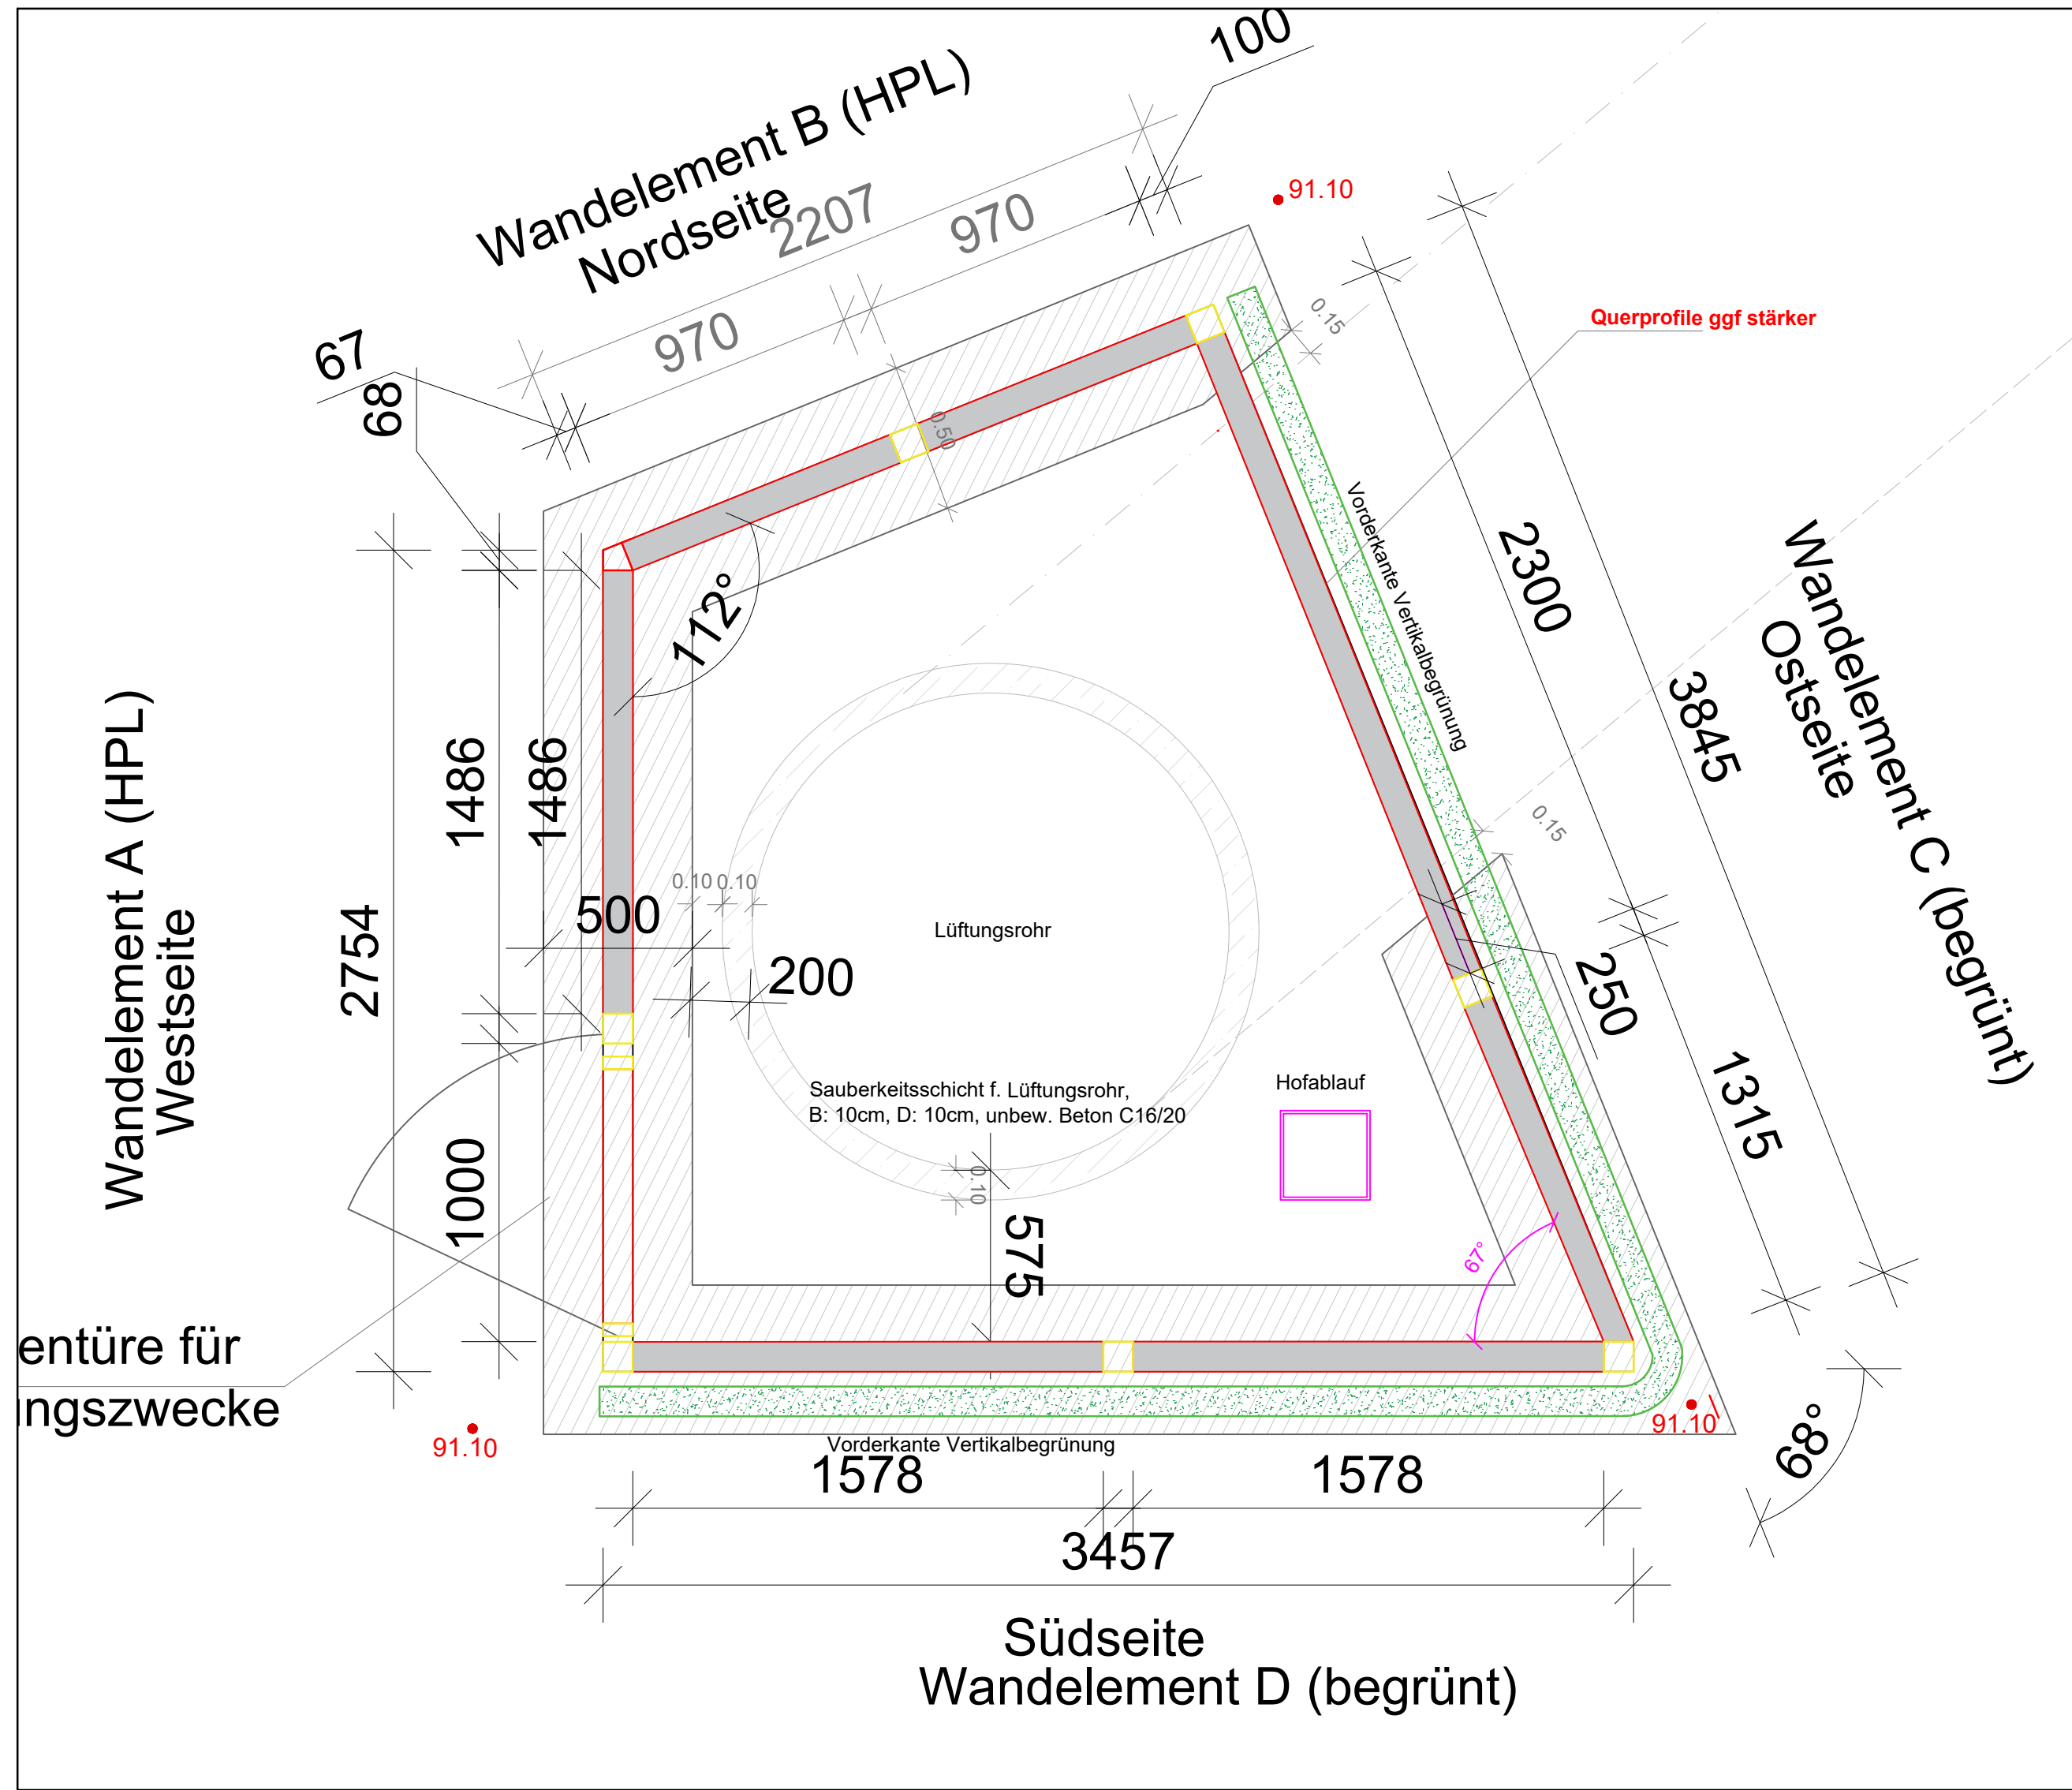 100
Wandelement B (HPL)
Nordseite
2207
970
970
91.10
67
68
0.15
Querprofile ggf stärker
0.50
Vorderkante Vertikalbegrünung
2300
3845
Wandelement C (begrünt)
Ostseite
112°
1486
1486
2754
Wandelement A (HPL)
Westseite
0.15
0.10
0.10
500
200
Lüftungsrohr
250
1315
Sauberkeitsschicht f. Lüftungsrohr,
B: 10cm, D: 10cm, unbew. Beton C16/20
Hofablauf
1000
0.10
575
67°
entüre für
ingszwecke
91.10
91.10
68°
Vorderkante Vertikalbegrünung
1578
1578
3457
Südseite
Wandelement D (begrünt)